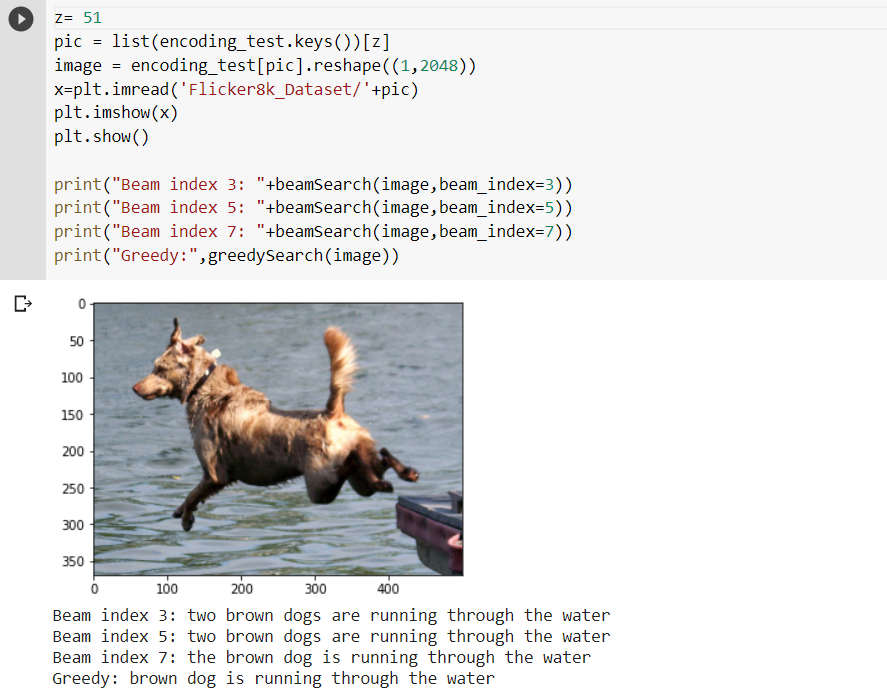 z= 51
pic = list(encoding_test.keys())[z]
image = encoding_test[pic].reshape((1,2048))
x=plt.imread('Flicker8k_Dataset/'+pic)
plt.imshow(x)
plt.show()
print("Beam index 3: "+beamSearch(image,beam_index=3))
print("Beam index 5: "+beamSearch(image,beam_index=5))
print("Beam index 7: "+beamSearch(image,beam_index=7))
print("Greedy:",greedySearch(image))
0
50
100
150
200
250
300
350
0 100 200 300 400
Beam index 3: two brown dogs are running through the water
Beam index 5: two brown dogs are running through the water
Beam index 7: the brown dog is running through the water
Greedy: brown dog is running through the water